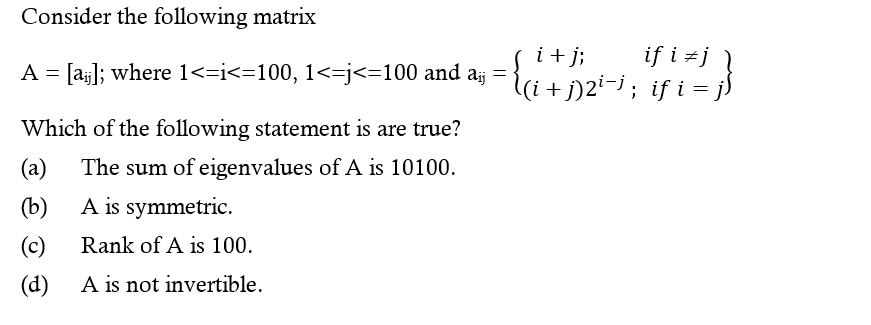 Consider the following matrix
A = [aᵢⱼ]; where 1<=i<=100, 1<=j<=100 and aᵢⱼ = { i + j; if i ≠ j
(i + j)2^{i−j} ; if i = j }
Which of the following statement is are true?
(a) The sum of eigenvalues of A is 10100.
(b) A is symmetric.
(c) Rank of A is 100.
(d) A is not invertible.